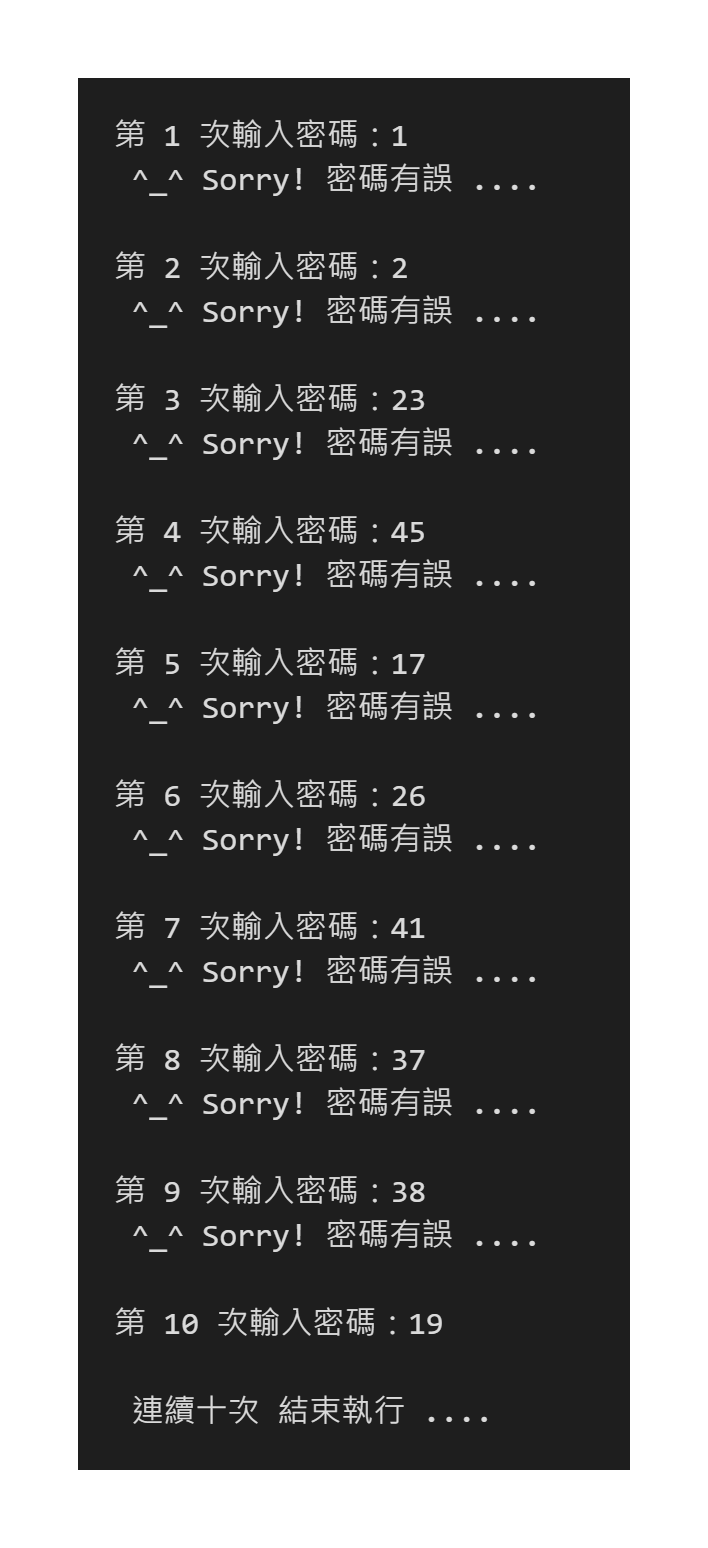 第 1 次輸入密碼：1
^_^ Sorry! 密碼有誤 ....
第 2 次輸入密碼：2
^_^ Sorry! 密碼有誤 ....
第 3 次輸入密碼：23
^_^ Sorry! 密碼有誤 ....
第 4 次輸入密碼：45
^_^ Sorry! 密碼有誤 ....
第 5 次輸入密碼：17
^_^ Sorry! 密碼有誤 ....
第 6 次輸入密碼：26
^_^ Sorry! 密碼有誤 ....
第 7 次輸入密碼：41
^_^ Sorry! 密碼有誤 ....
第 8 次輸入密碼：37
^_^ Sorry! 密碼有誤 ....
第 9 次輸入密碼：38
^_^ Sorry! 密碼有誤 ....
第 10 次輸入密碼：19
連續十次 結束執行 ....